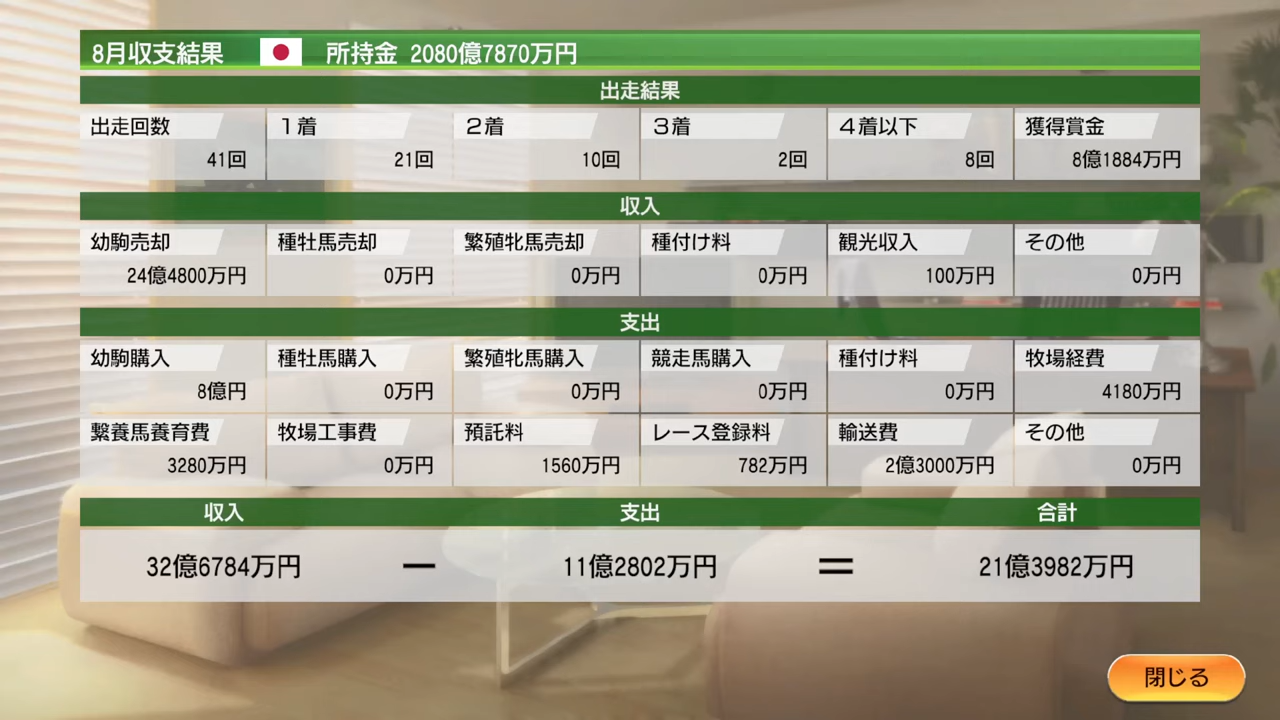 8月収支結果 所持金 2080億7870万円
出走結果
出走回数 1着 2着 3着 4着以下 獲得賞金
41回 21回 10回 2回 8回 8億1884万円
収入
幼駒売却 種牡馬売却 繁殖牝馬売却 種付け料 観光収入 その他
24億4800万円 0万円 0万円 0万円 100万円 0万円
支出
幼駒購入 種牡馬購入 繁殖牝馬購入 競走馬購入 種付け料 牧場経費
8億円 0万円 0万円 0万円 0万円 4180万円
繋養馬養育費 牧場工事費 預託料 レース登録料 輸送費 その他
3280万円 0万円 1560万円 782万円 2億3000万円 0万円
収入 支出 合計
32億6784万円 － 11億2802万円 ＝ 21億3982万円
閉じる